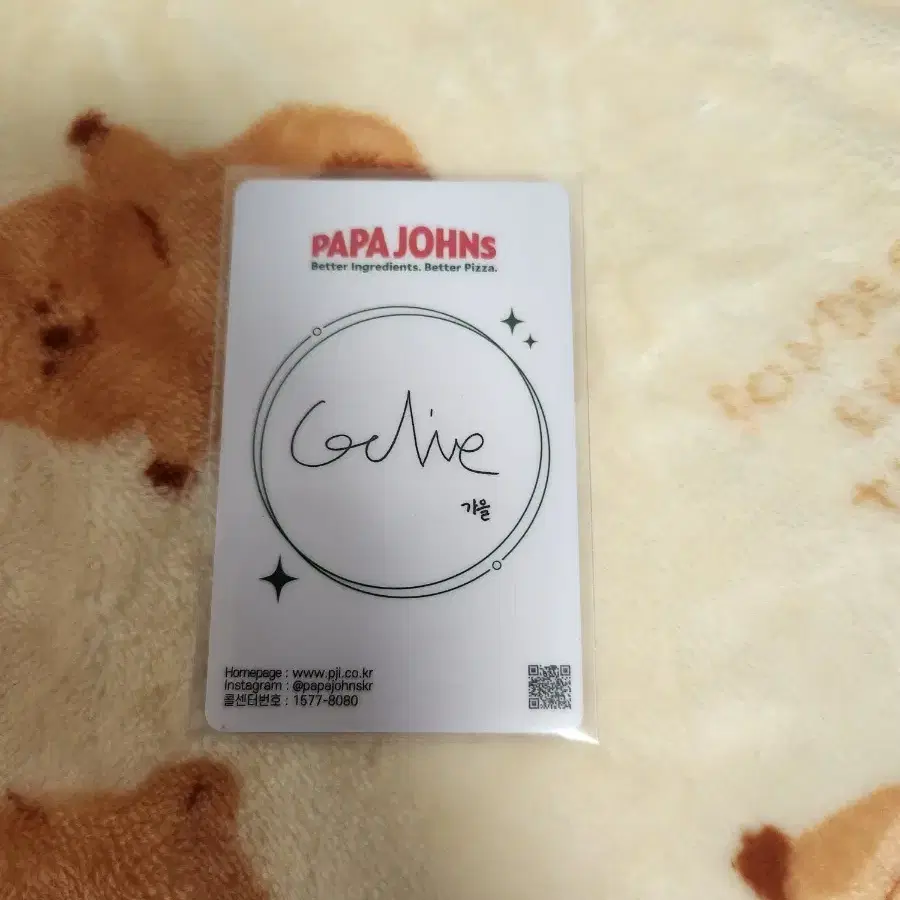 PAPA JOHNS
Better Ingredients. Better Pizza.
가을
Homepage : www.pji.co.kr
Instagram : @papajohnskr
콜센터번호 : 1577-8080